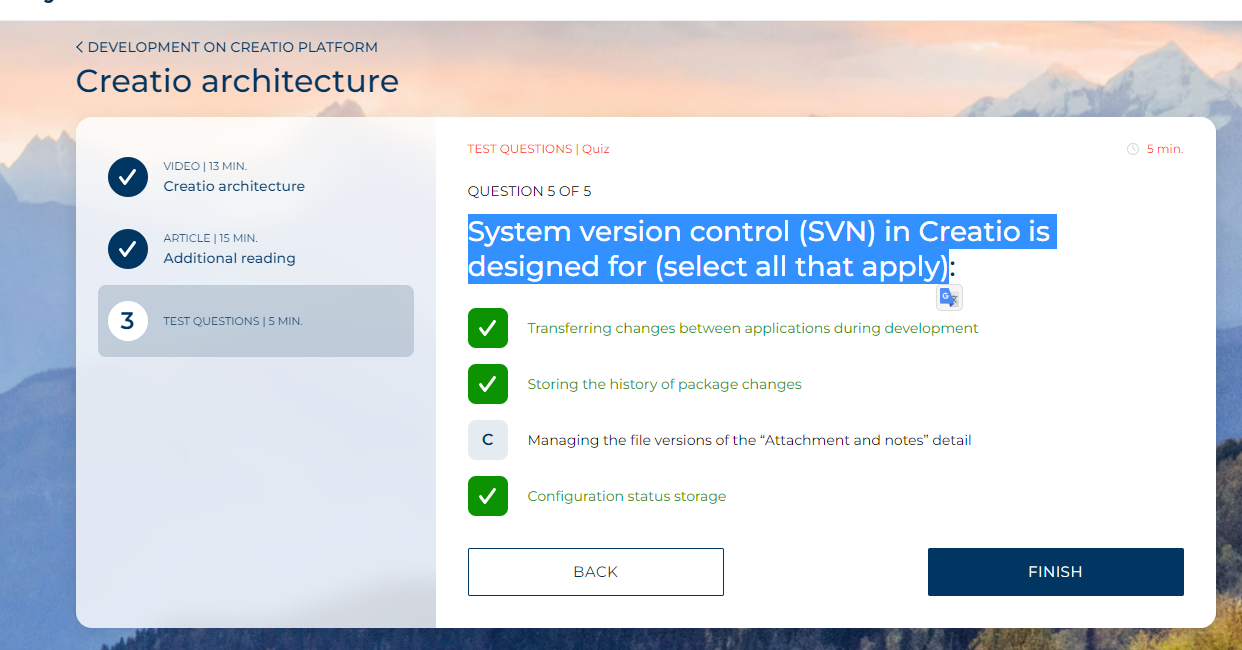 DEVELOPMENT ON CREATIO PLATFORM
Creatio architecture
VIDEO | 13 MIN.
Creatio architecture
ARTICLE | 15 MIN.
Additional reading
3
TEST QUESTIONS | 5 MIN.
TEST QUESTIONS | Quiz
5 min.
QUESTION 5 OF 5
System version control (SVN) in Creatio is
designed for (select all that apply):
Transferring changes between applications during development
Storing the history of package changes
C
Managing the file versions of the “Attachment and notes” detail
Configuration status storage
BACK
FINISH